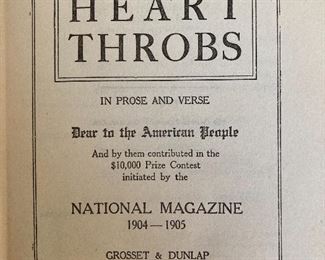 HEART
THROBS
IN PROSE AND VERSE
Dear to the American People
And by them contributed in the
$10,000 Prize Contest
initiated by the
NATIONAL MAGAZINE
1904—1905
GROSSET & DUNLAP